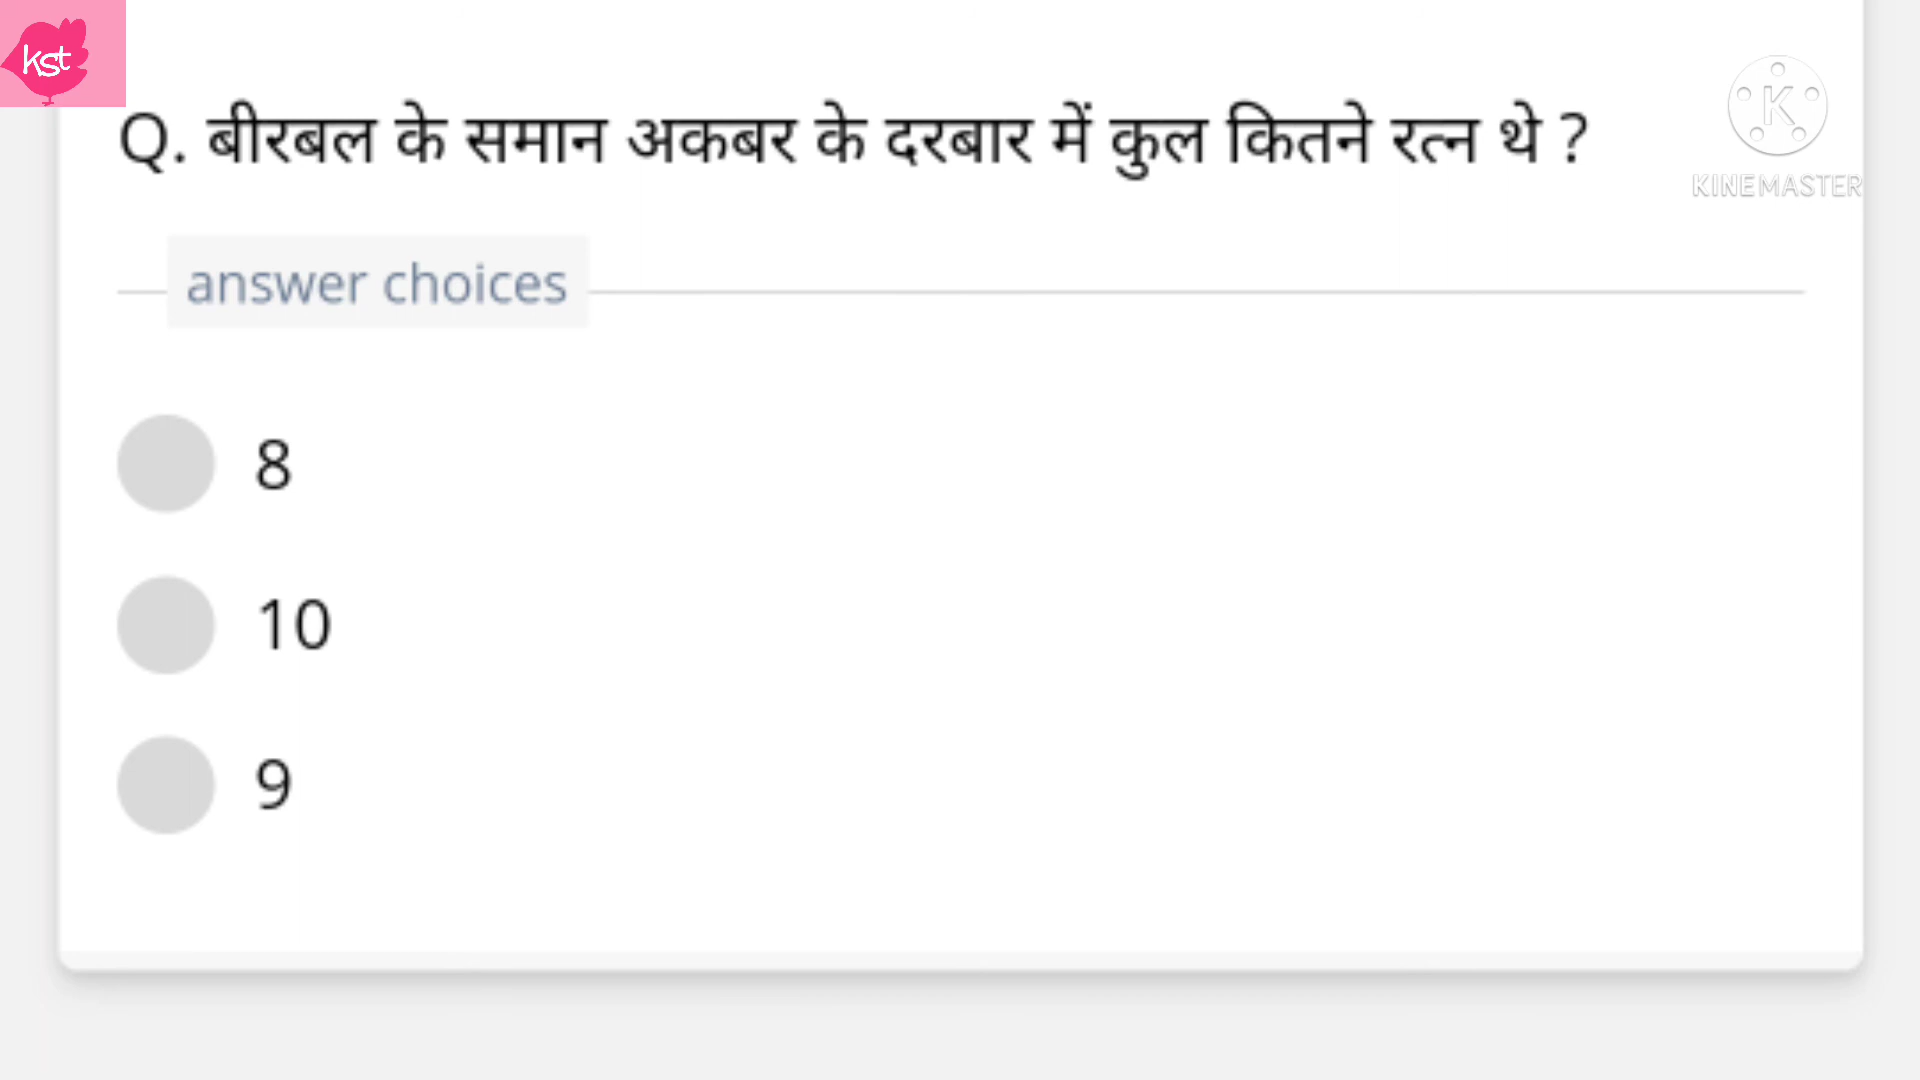 kst
Q. बीरबल के समान अकबर के दरबार में कुल कितने रत्न थे ?
KINEMASTER
answer choices
8
10
9